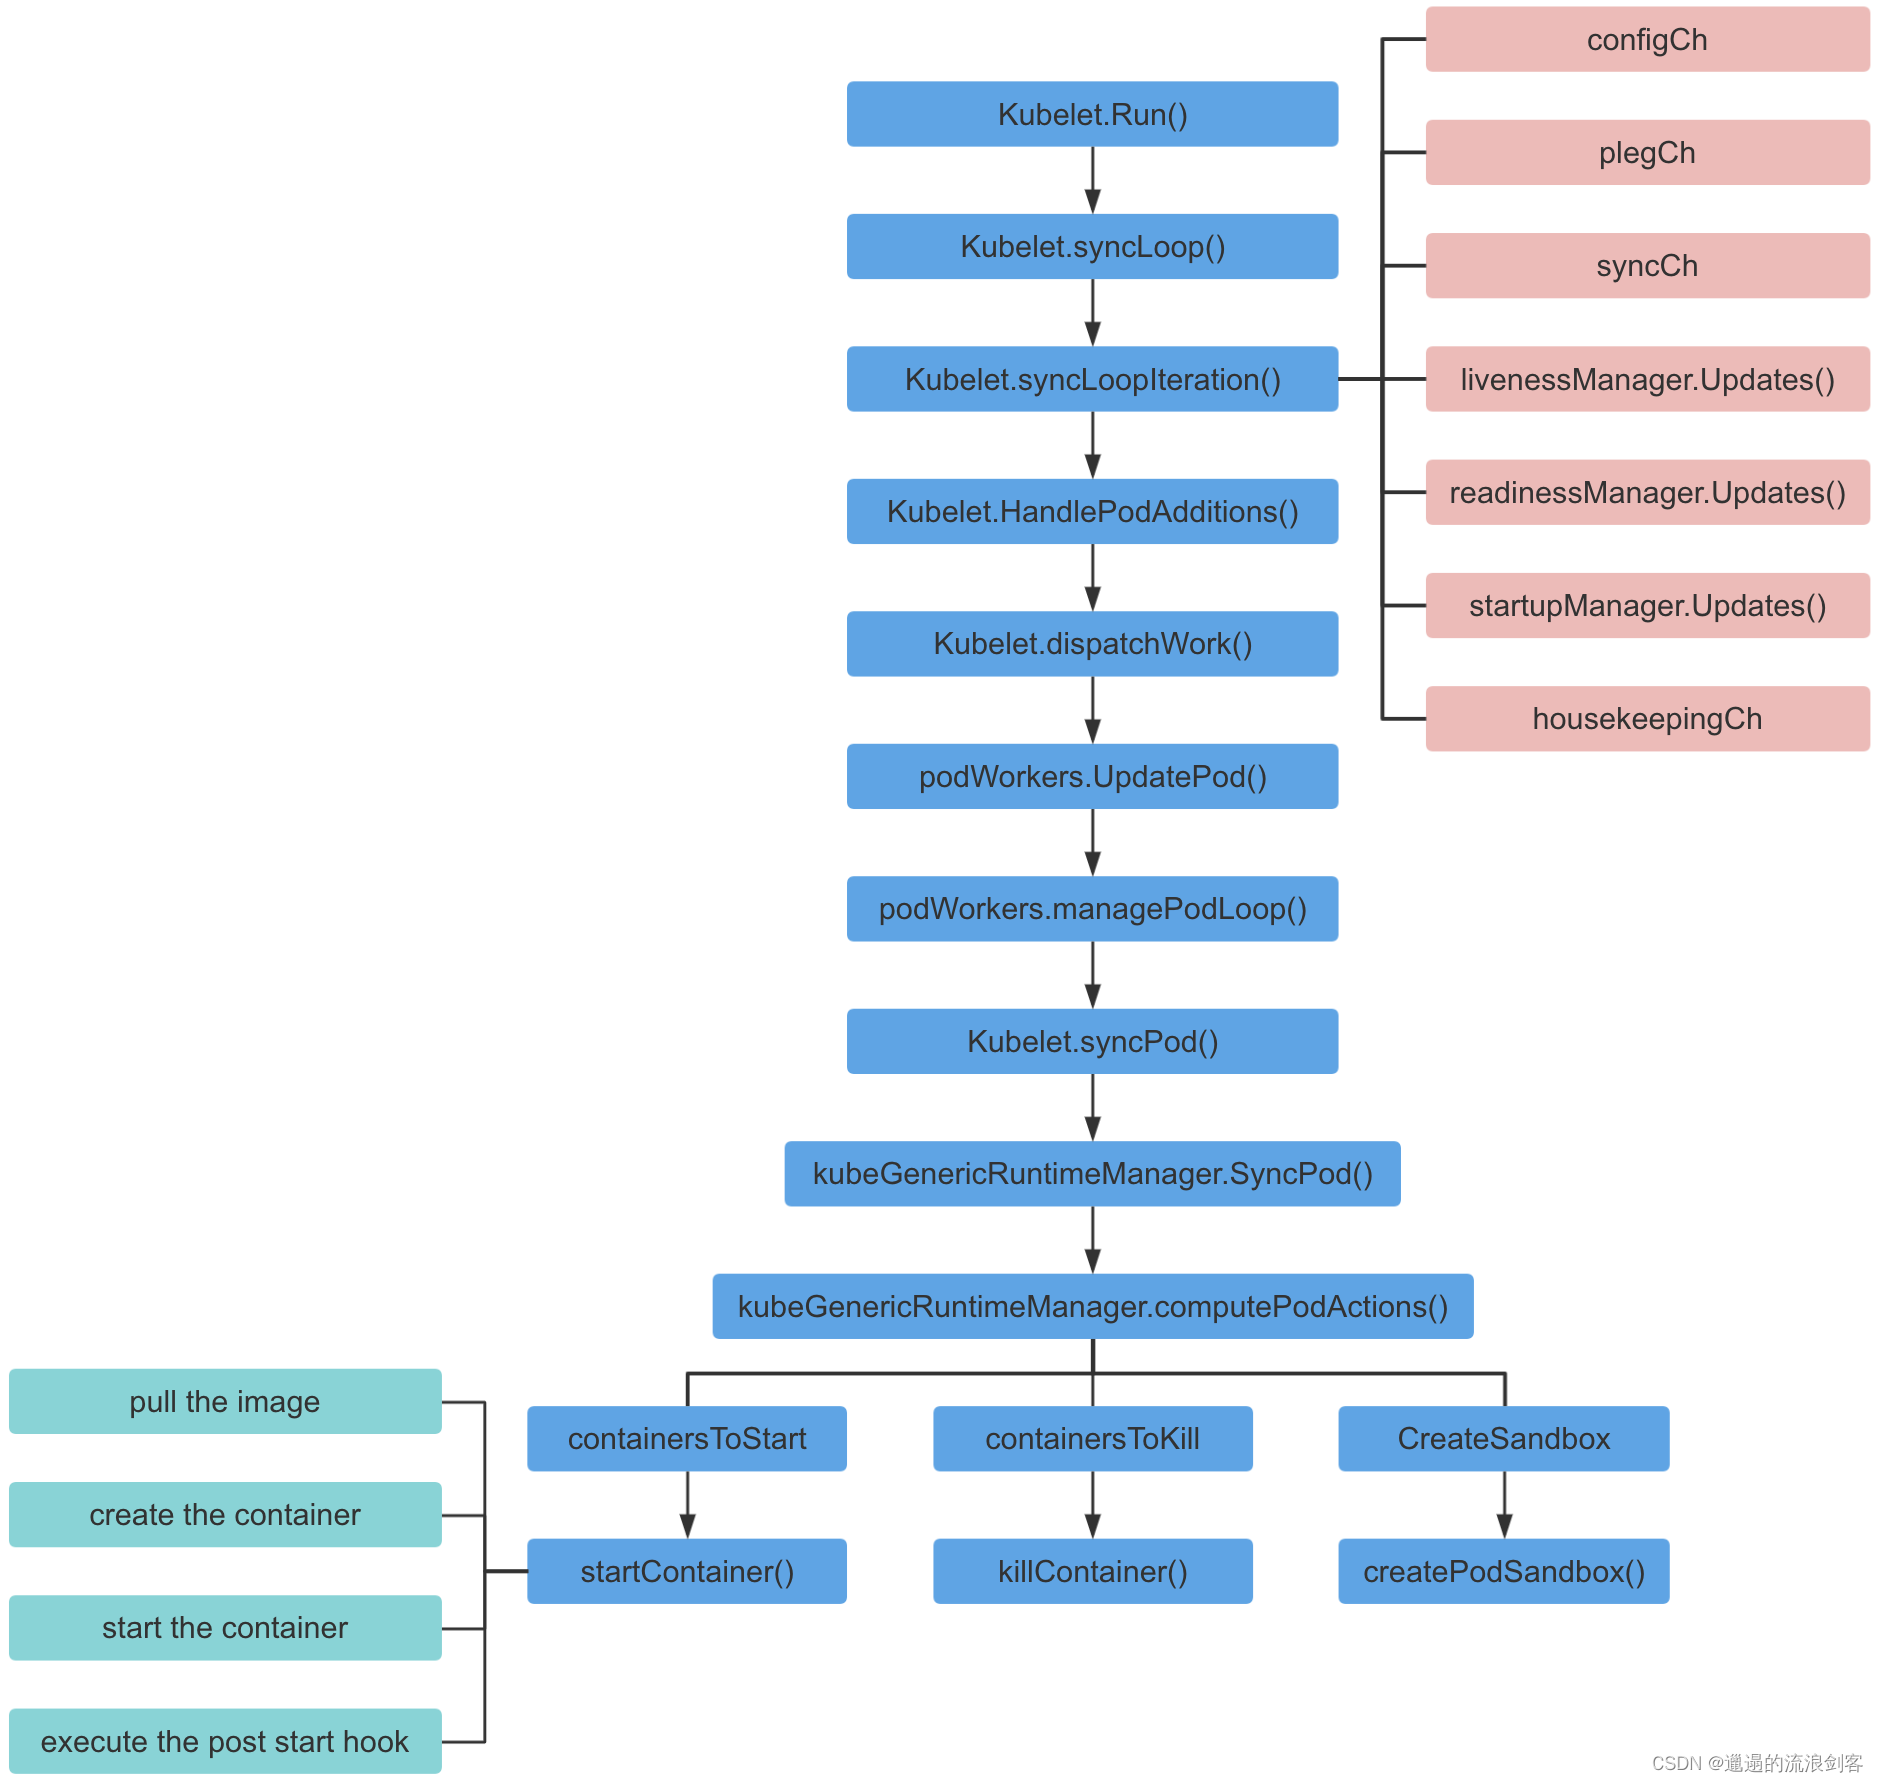 configCh
Kubelet.Run()
plegCh
Kubelet.syncLoop()
syncCh
Kubelet.syncLoopIteration()
livenessManager.Updates()
readinessManager.Updates()
Kubelet.HandlePodAdditions()
startupManager.Updates()
Kubelet.dispatchWork()
housekeepingCh
podWorkers.UpdatePod()
podWorkers.managePodLoop()
Kubelet.syncPod()
kubeGenericRuntimeManager.SyncPod()
kubeGenericRuntimeManager.computePodActions()
pull the image
containersToStart
containersToKill
CreateSandbox
create the container
startContainer()
killContainer()
createPodSandbox()
start the container
execute the post start hook
CSDN @邋遢的流浪剑客